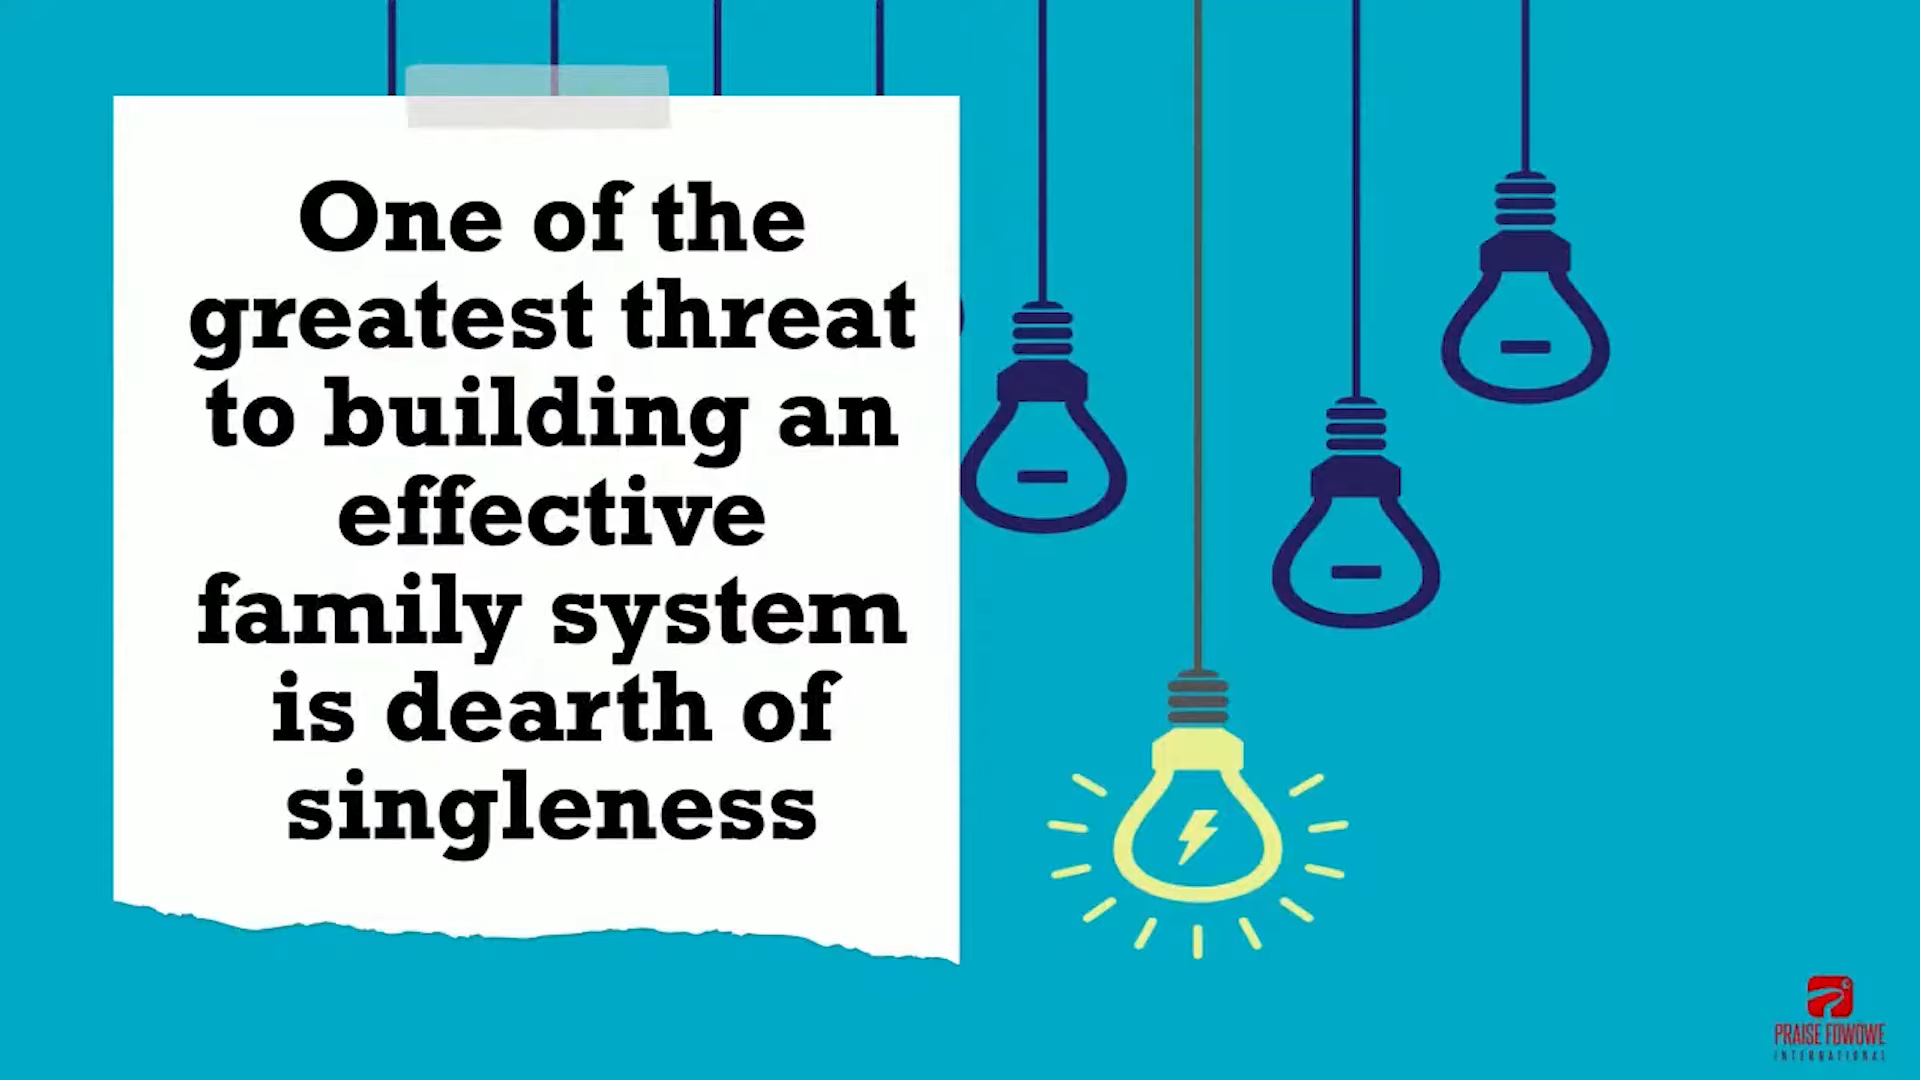 One of the
greatest threat
to building an
effective
family system
is dearth of
singleness
PRAISE FOWOWE
INTERNATIONAL